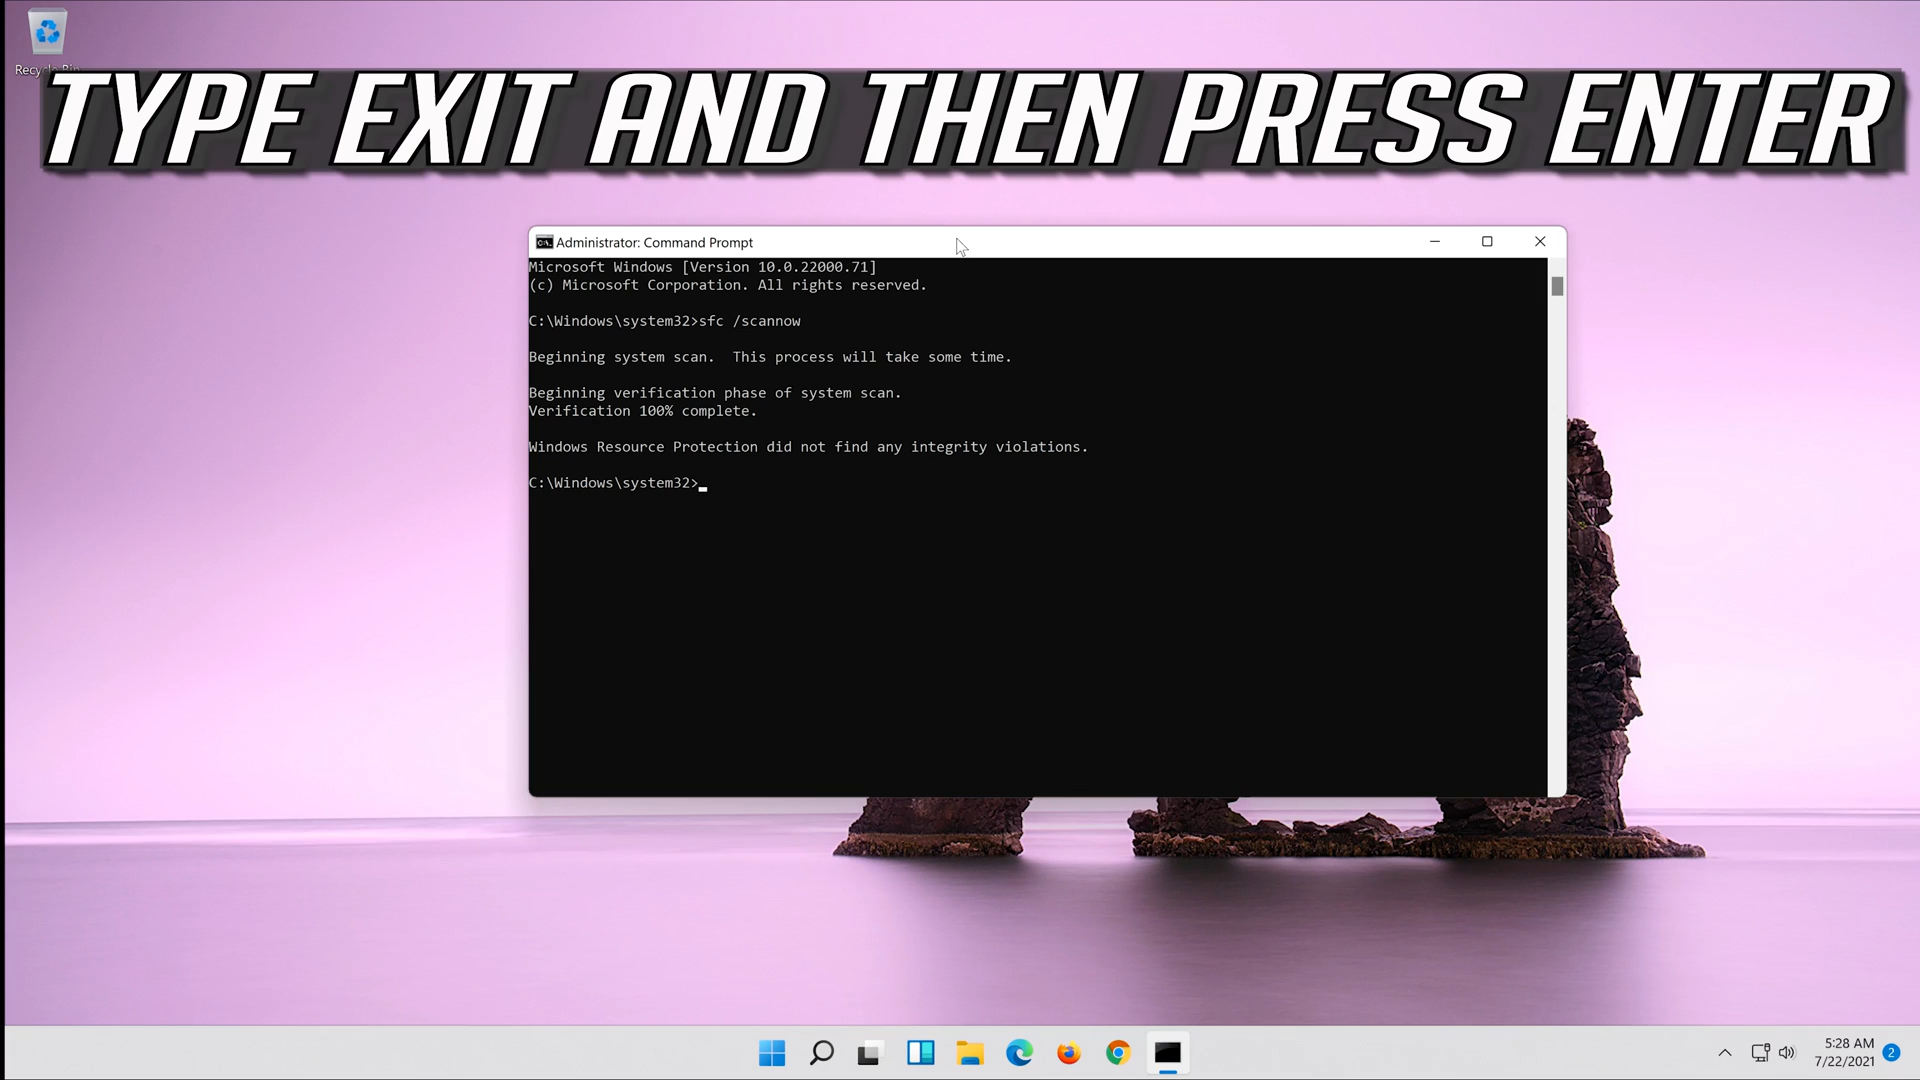 Recycle Bin
TYPE EXIT AND THEN PRESS ENTER
Administrator: Command Prompt
Microsoft Windows [Version 10.0.22000.71]
(c) Microsoft Corporation. All rights reserved.
C:\Windows\system32>sfc /scannow
Beginning system scan.  This process will take some time.
Beginning verification phase of system scan.
Verification 100% complete.
Windows Resource Protection did not find any integrity violations.
C:\Windows\system32>
5:28 AM
7/22/2021
2